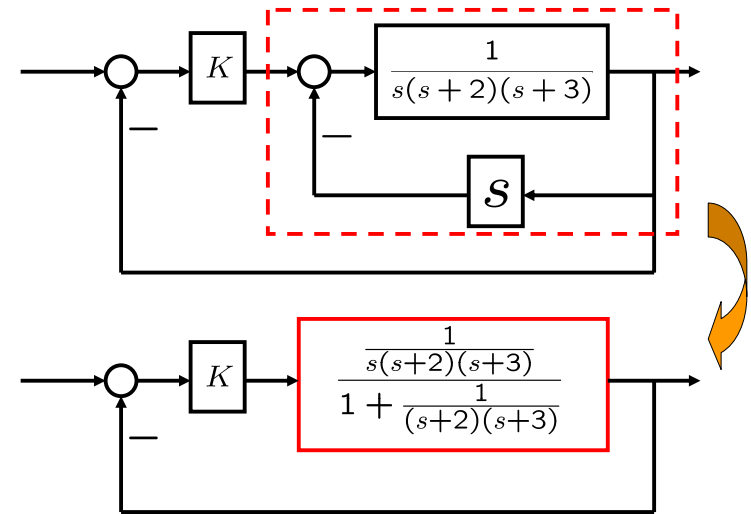 K
1
s(s + 2)(s + 3)
−
−
s
K
1
s(s+2)(s+3)
1 + 1
(s+2)(s+3)
−